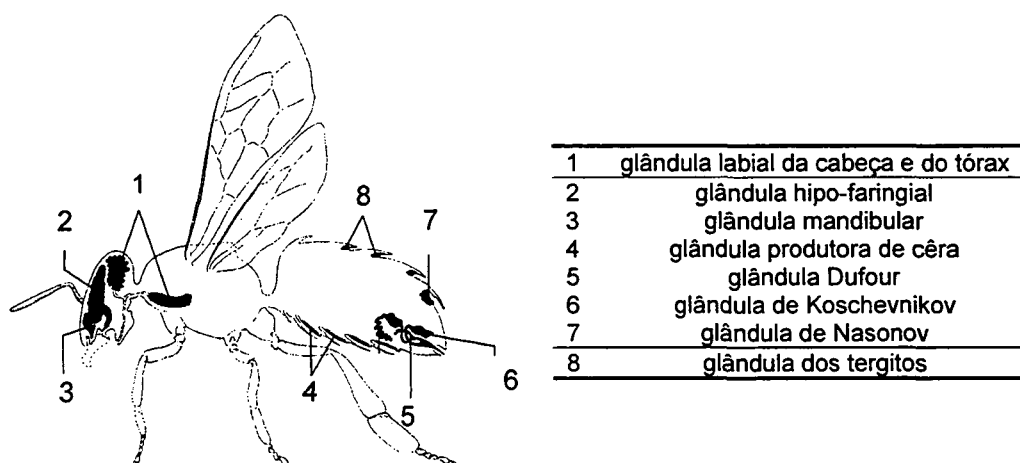 1
2
8
7
3
4
5
6
1 glândula labial da cabeça e do tórax
2 glândula hipo-faringial
3 glândula mandibular
4 glândula produtora de cêra
5 glândula Dufour
6 glândula de Koschevnikov
7 glândula de Nasonov
8 glândula dos tergitos